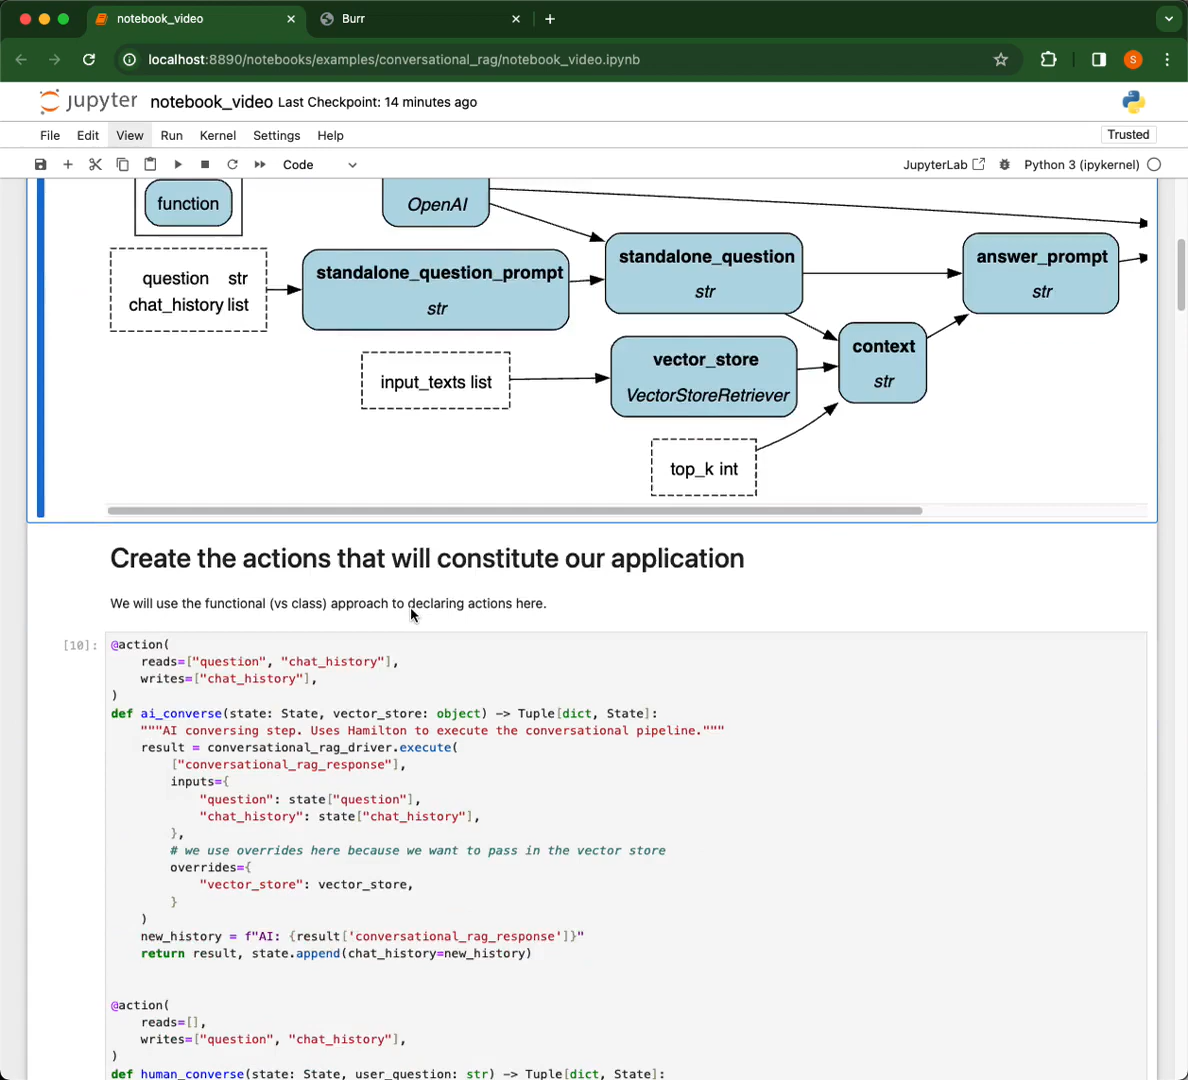 notebook_video
Burr
localhost:8890/notebooks/examples/conversational_rag/notebook_video.ipynb
S
jupyter notebook_video Last Checkpoint: 14 minutes ago
File Edit View Run Kernel Settings Help
Trusted
Code
JupyterLab
Python 3 (ipykernel)
function
OpenAI
question str
chat_history list
standalone_question_prompt
str
standalone_question
str
answer_prompt
str
input_texts list
vector_store
VectorStoreRetriever
context
str
top_k int
Create the actions that will constitute our application
We will use the functional (vs class) approach to declaring actions here.
[10]:
@action(
    reads=["question", "chat_history"],
    writes=["chat_history"],
)
def ai_converse(state: State, vector_store: object) -> Tuple[dict, State]:
    """AI conversing step. Uses Hamilton to execute the conversational pipeline."""
    result = conversational_rag_driver.execute(
        ["conversational_rag_response"],
        inputs={
            "question": state["question"],
            "chat_history": state["chat_history"],
        },
        # we use overrides here because we want to pass in the vector store
        overrides={
            "vector_store": vector_store,
        }
    )
    new_history = f"AI: {result['conversational_rag_response']}"
    return result, state.append(chat_history=new_history)
@action(
    reads=[],
    writes=["question", "chat_history"],
)
def human_converse(state: State, user_question: str) -> Tuple[dict, State]: